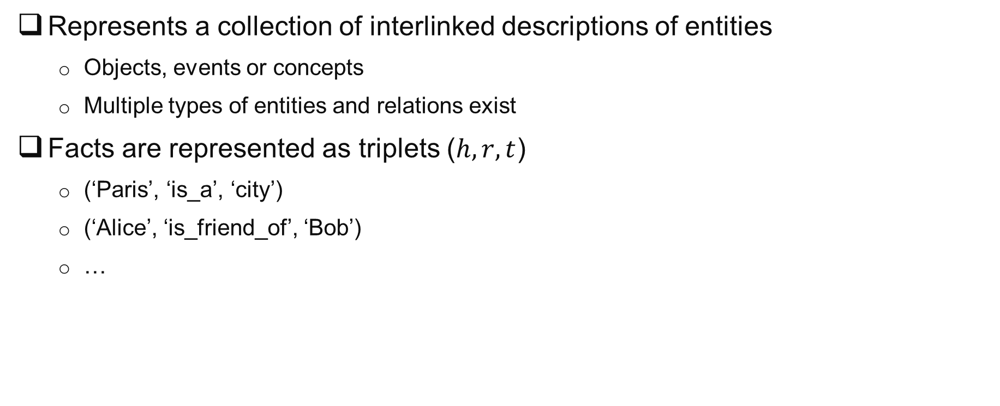 ❑ Represents a collection of interlinked descriptions of entities
○ Objects, events or concepts
○ Multiple types of entities and relations exist
❑ Facts are represented as triplets (ℎ, 𝑟, 𝑡)
○ (‘Paris’, ‘is_a’, ‘city’)
○ (‘Alice’, ‘is_friend_of’, ‘Bob’)
○ …